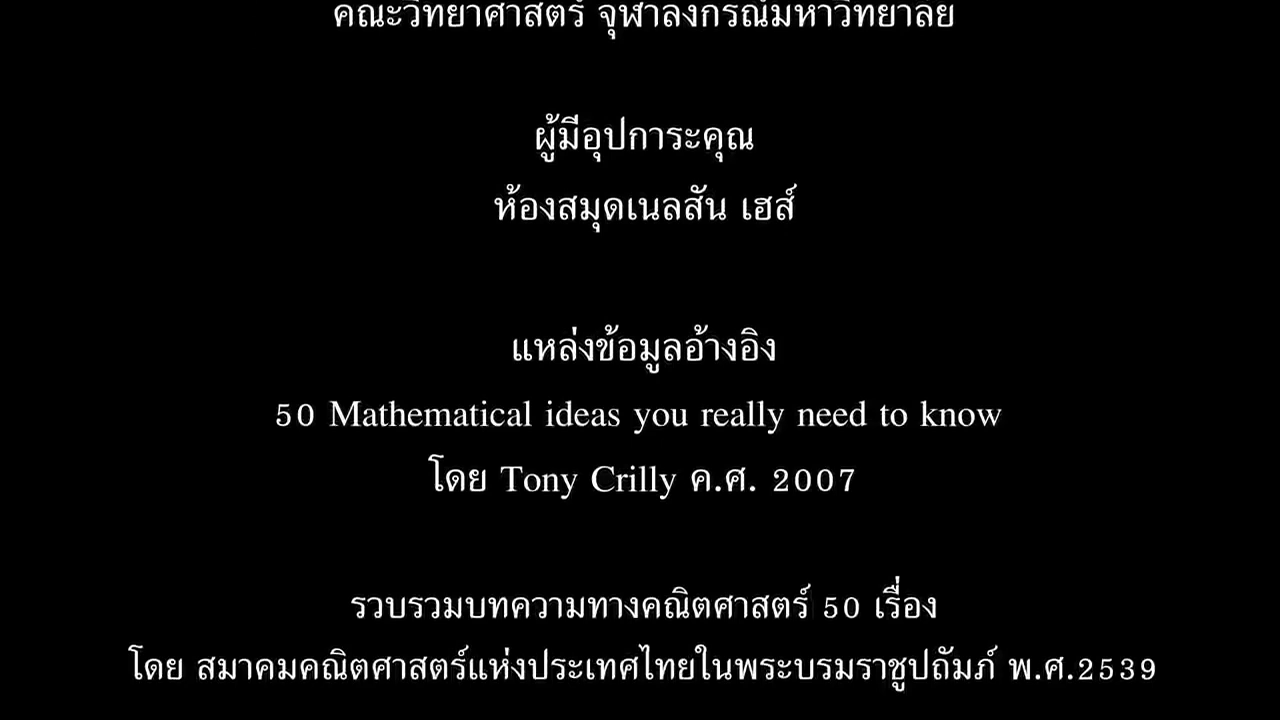 คณะวิทยาศาสตร์ จุฬาลงกรณ์มหาวิทยาลัย
ผู้มีอุปการะคุณ
ห้องสมุดเนลสัน เฮส์
แหล่งข้อมูลอ้างอิง
50 Mathematical ideas you really need to know
โดย Tony Crilly ค.ศ. 2007
รวบรวมบทความทางคณิตศาสตร์ 50 เรื่อง
โดย สมาคมคณิตศาสตร์แห่งประเทศไทยในพระบรมราชูปถัมภ์ พ.ศ.2539